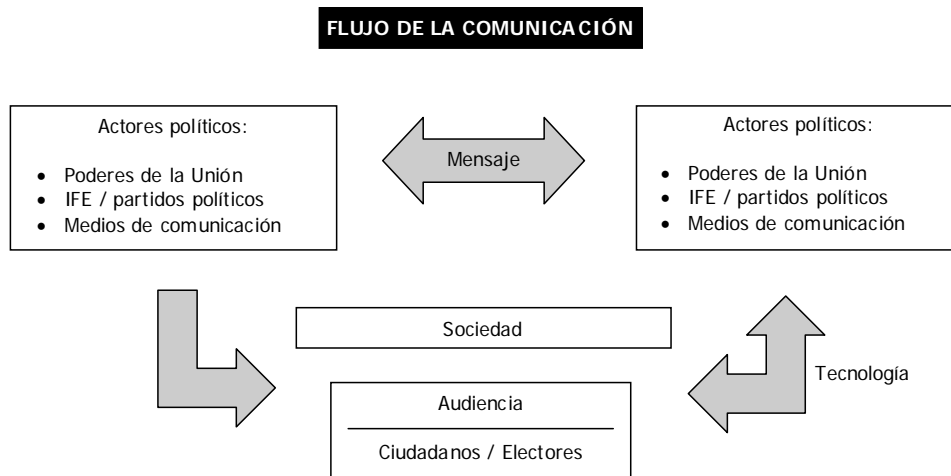 FLUJO DE LA COMUNICACIÓN
Actores políticos:
• Poderes de la Unión
• IFE / partidos políticos
• Medios de comunicación
Mensaje
Actores políticos:
• Poderes de la Unión
• IFE / partidos políticos
• Medios de comunicación
Sociedad
Tecnología
Audiencia
Ciudadanos / Electores